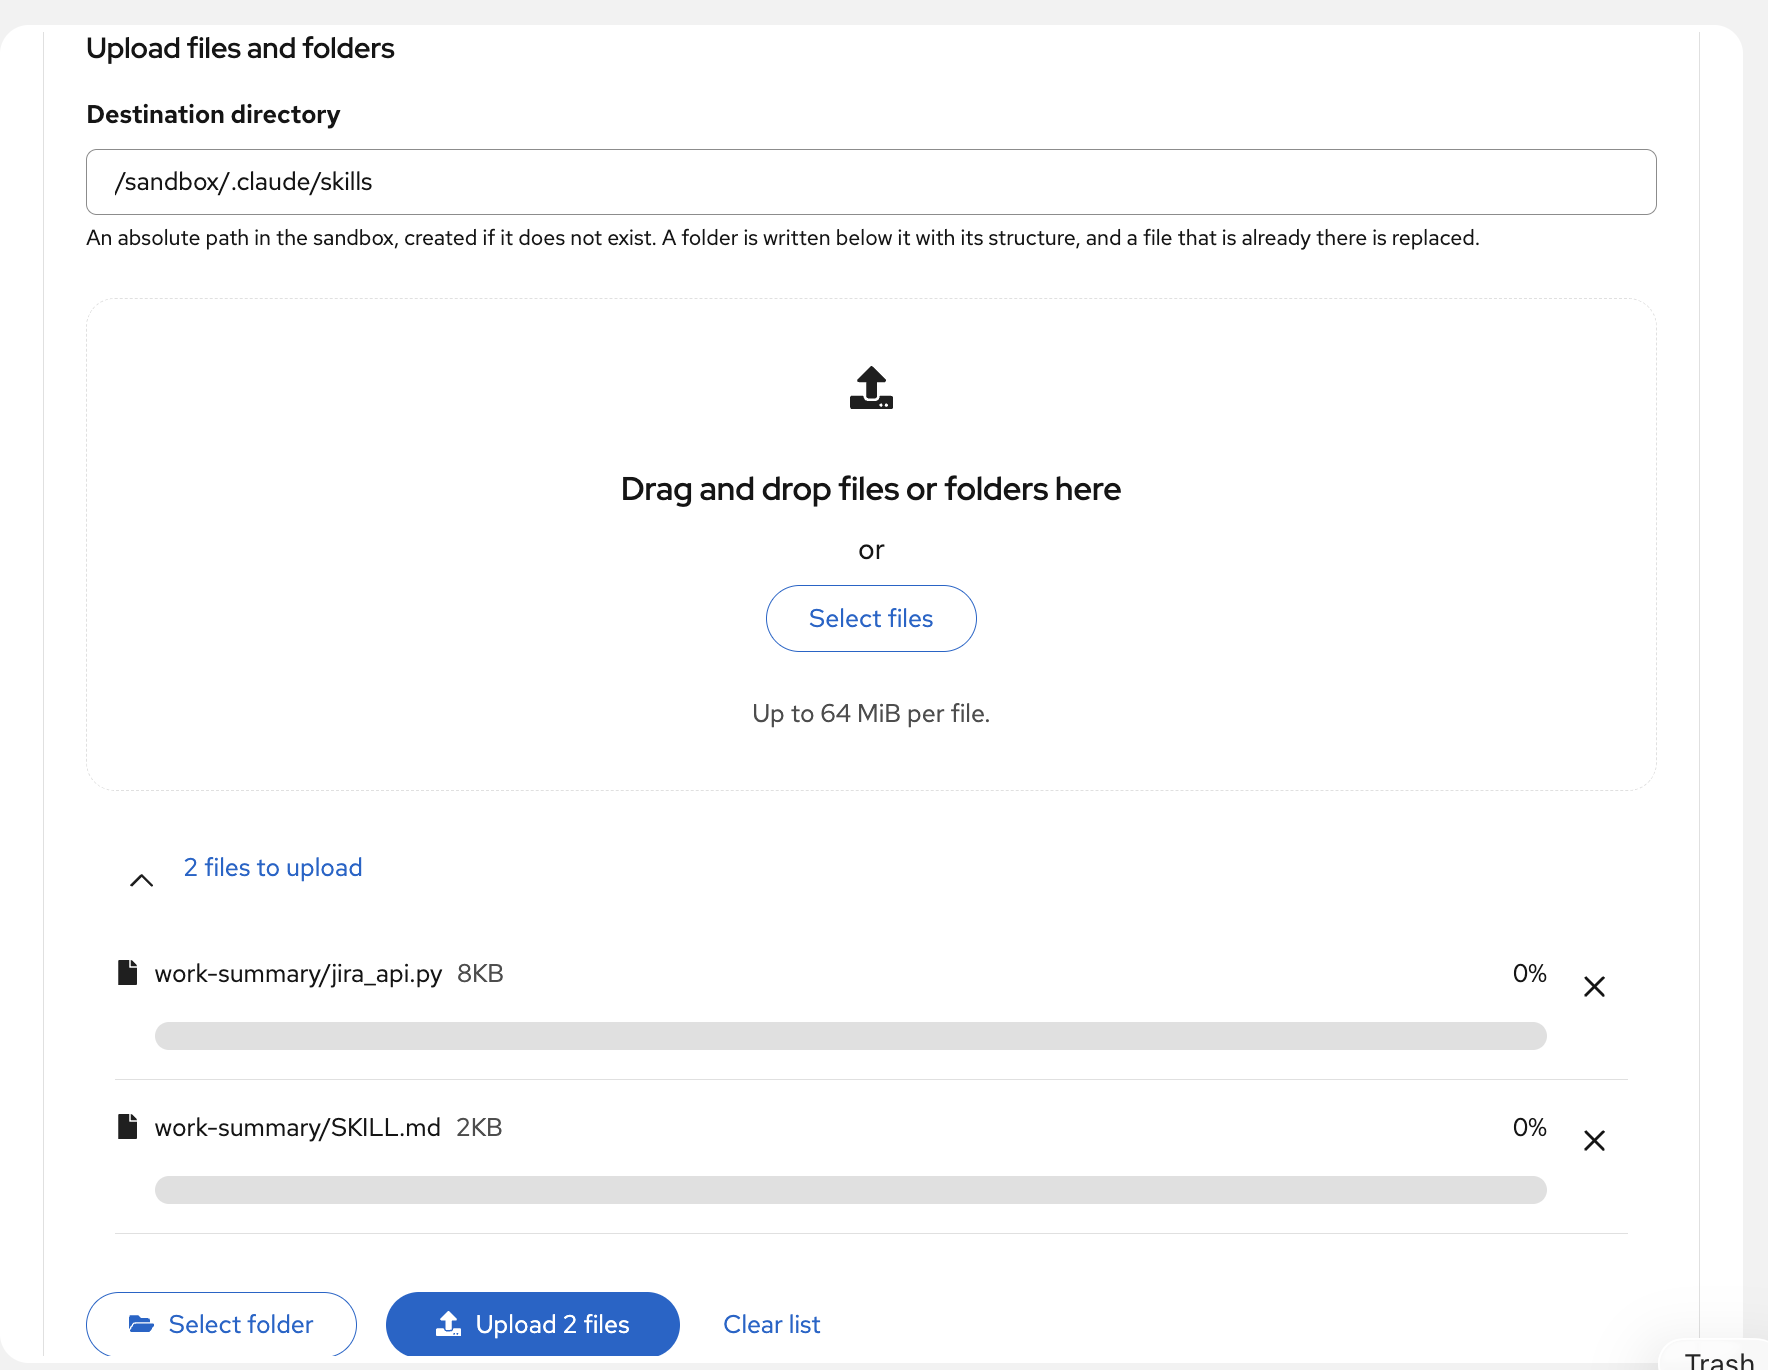 Upload files and folders
Destination directory
/sandbox/.claude/skills
An absolute path in the sandbox, created if it does not exist. A folder is written below it with its structure, and a file that is already there is replaced.
Drag and drop files or folders here
or
Select files
Up to 64 MiB per file.
2 files to upload
work-summary/jira_api.py 8KB 0%
work-summary/SKILL.md 2KB 0%
Select folder Upload 2 files Clear list
Trash